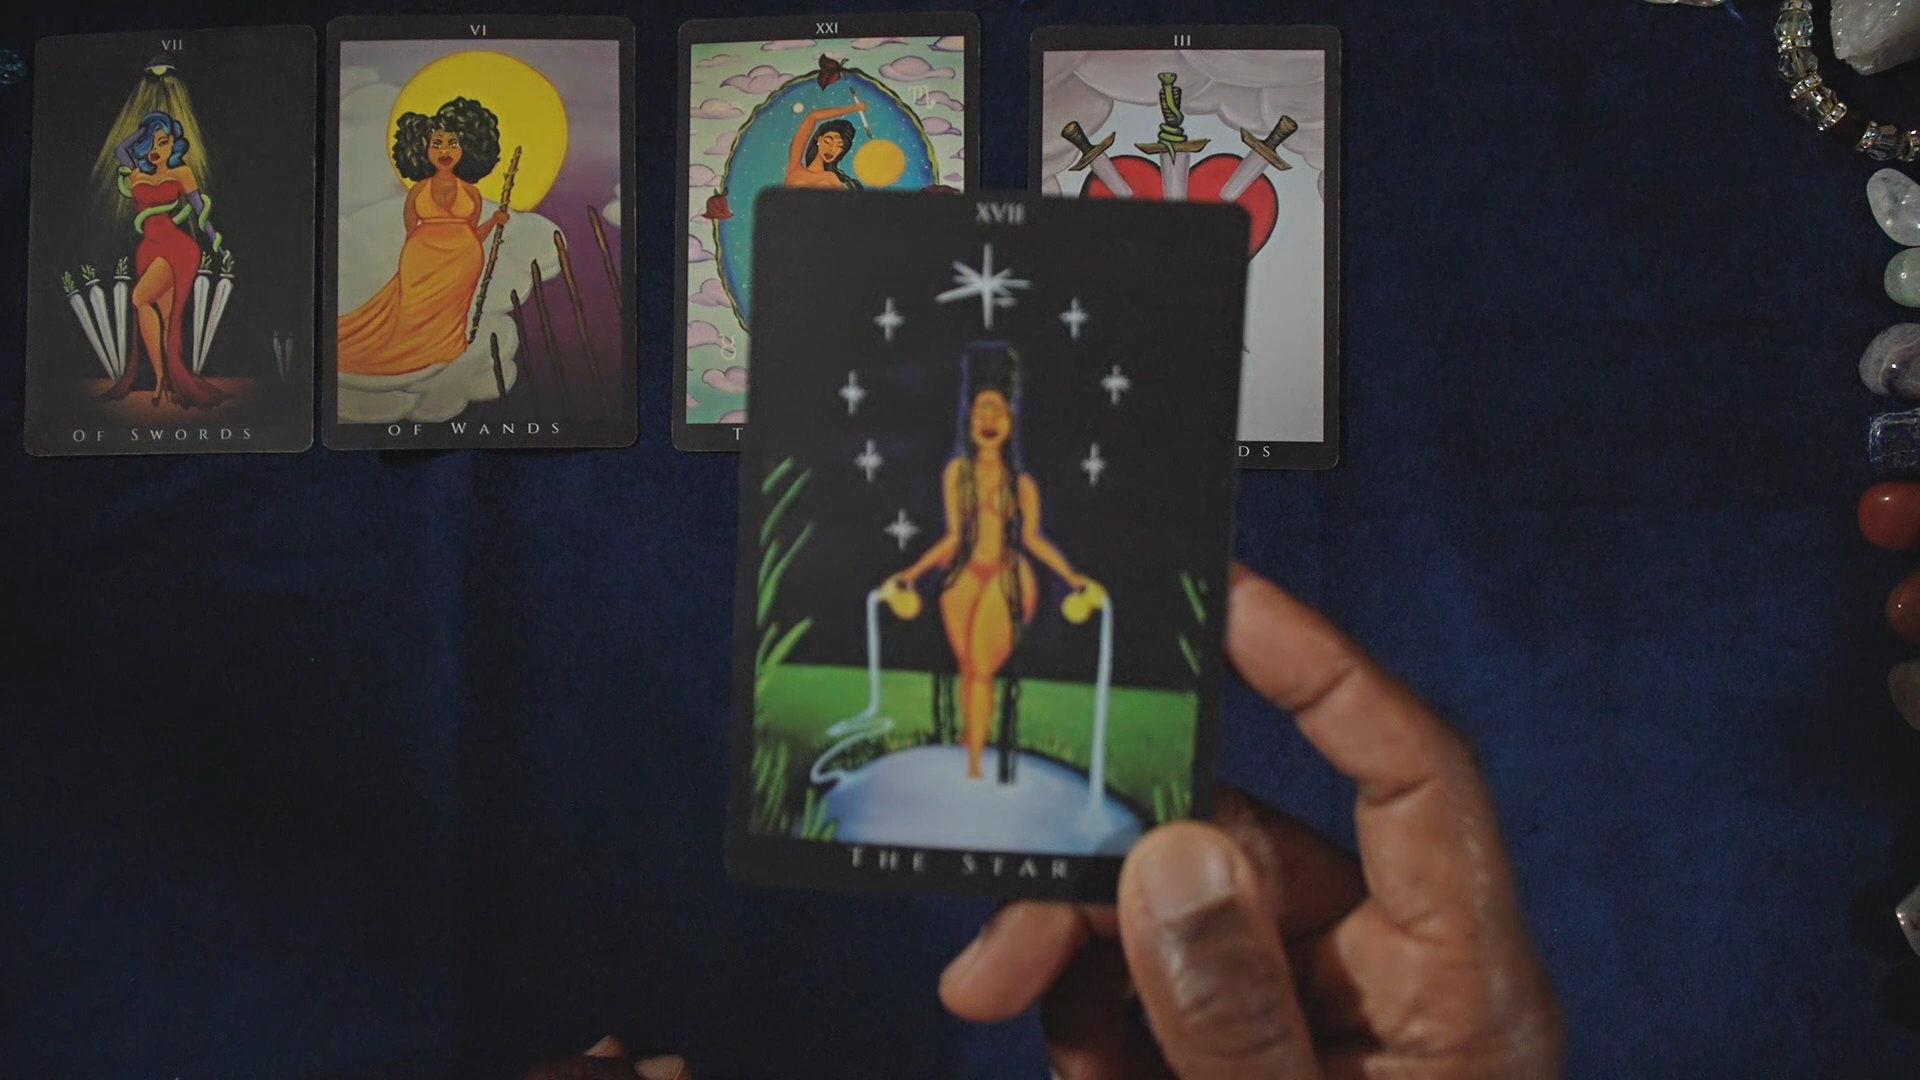 VII
OF SWORDS
VI
OF WANDS
XXI
T
III
DS
XVII
THE STAR